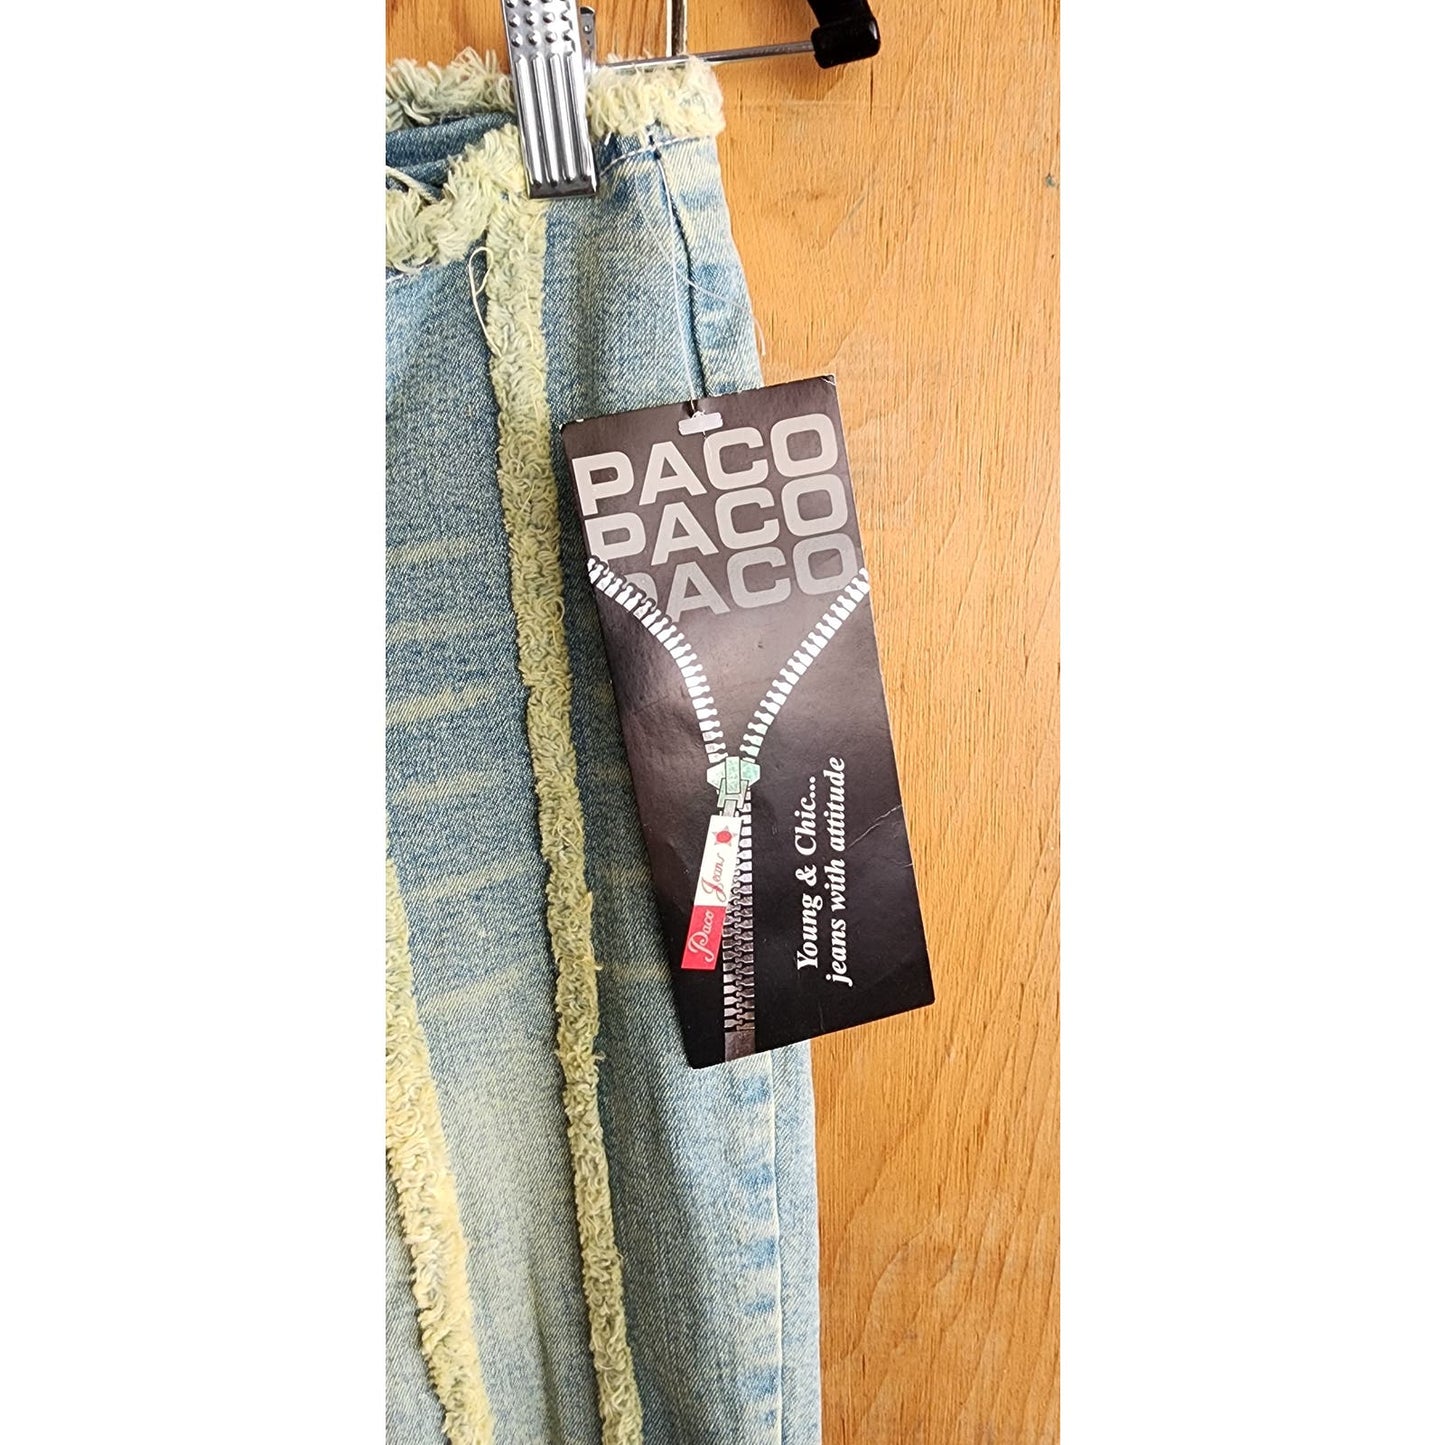 PACO
PACO
PACO
Young & Chic...
jeans with attitude
Paco Jeans